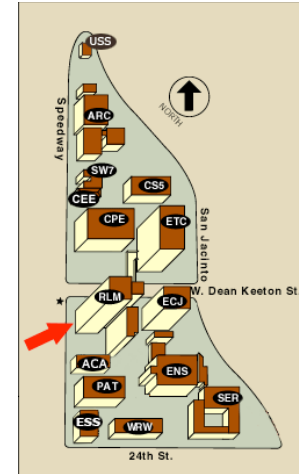 USS
Speedway
ARC
NORTH
SW7
CS5
CEE
CPE
ETC
San Jacinto
RLM
W. Dean Keeton St.
ECJ
ACA
ENS
PAT
SER
ESS
WRW
24th St.